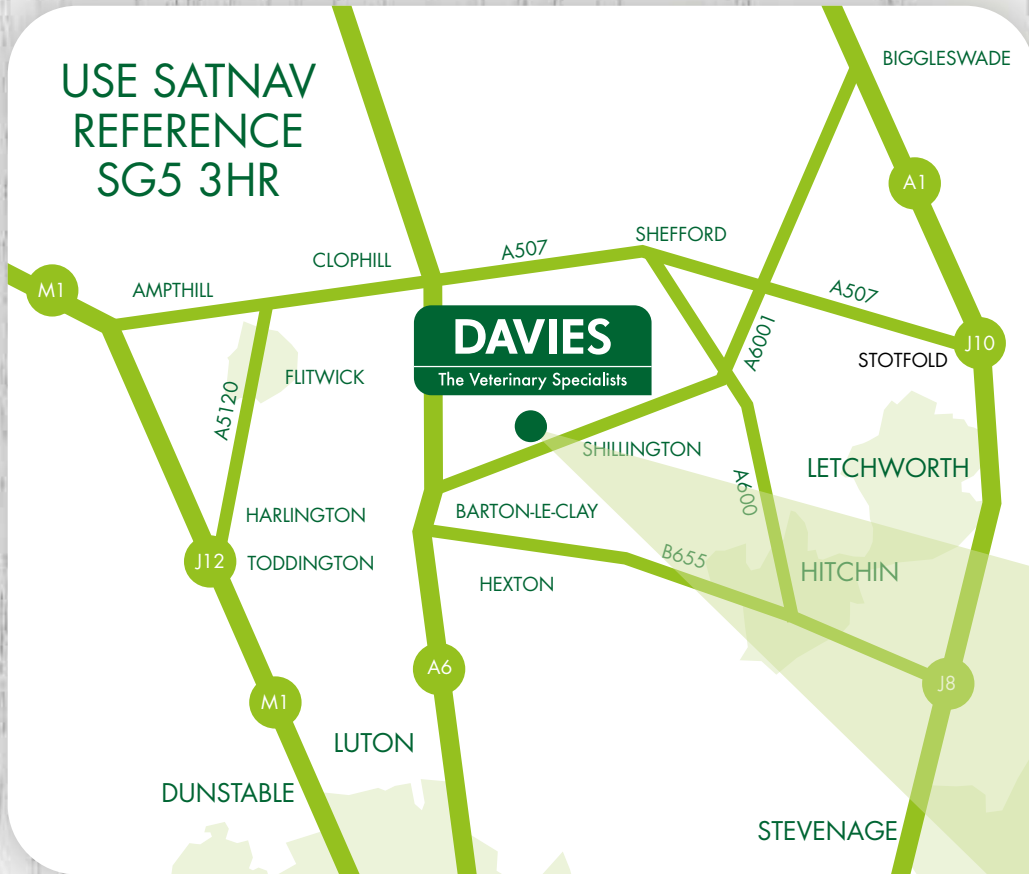 USE SATNAV
REFERENCE
SG5 3HR
BIGGLESWADE
A1
SHEFFORD
A507
CLOPHILL
M1
AMPTHILL
A507
DAVIES
The Veterinary Specialists
A6001
J10
STOTFOLD
FLITWICK
A5120
SHILLINGTON
LETCHWORTH
A600
HARLINGTON
BARTON-LE-CLAY
J12
TODDINGTON
B655
HITCHIN
HEXTON
A6
J8
M1
LUTON
DUNSTABLE
STEVENAGE